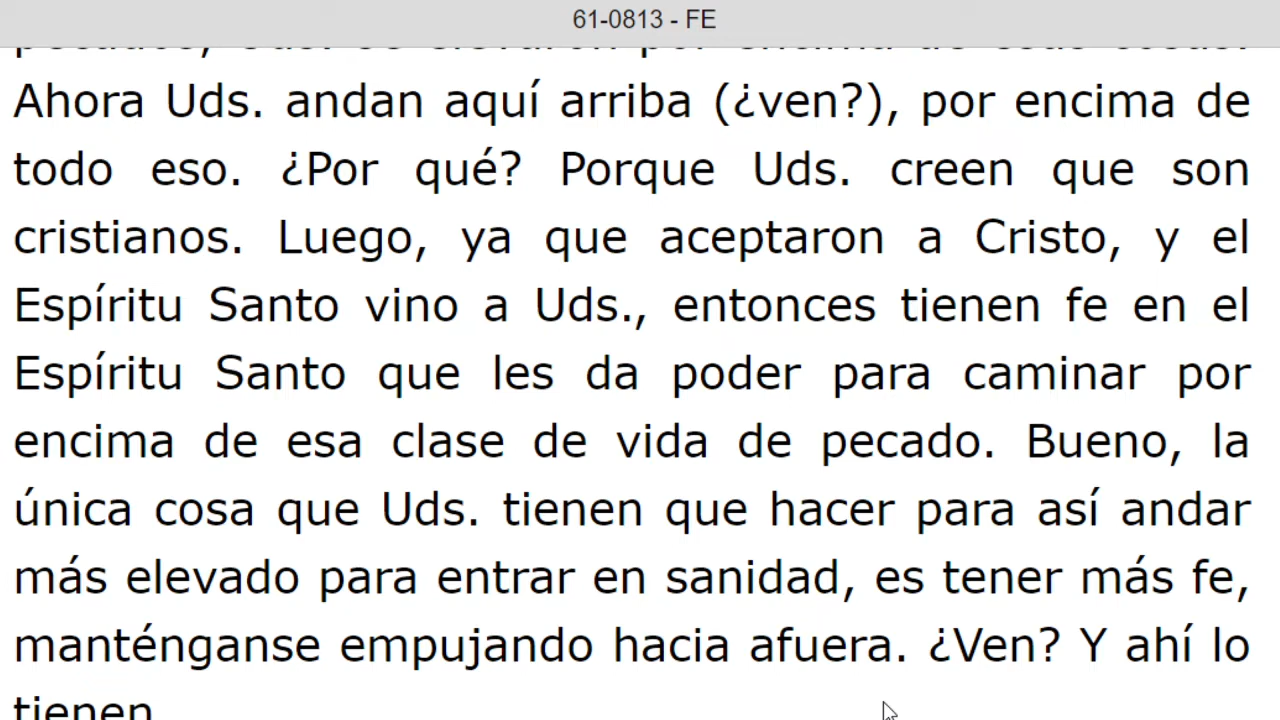 61-0813 - FE
Ahora Uds. andan aquí arriba (¿ven?), por encima de
todo eso. ¿Por qué? Porque Uds. creen que son
cristianos. Luego, ya que aceptaron a Cristo, y el
Espíritu Santo vino a Uds., entonces tienen fe en el
Espíritu Santo que les da poder para caminar por
encima de esa clase de vida de pecado. Bueno, la
única cosa que Uds. tienen que hacer para así andar
más elevado para entrar en sanidad, es tener más fe,
manténganse empujando hacia afuera. ¿Ven? Y ahí lo
tienen